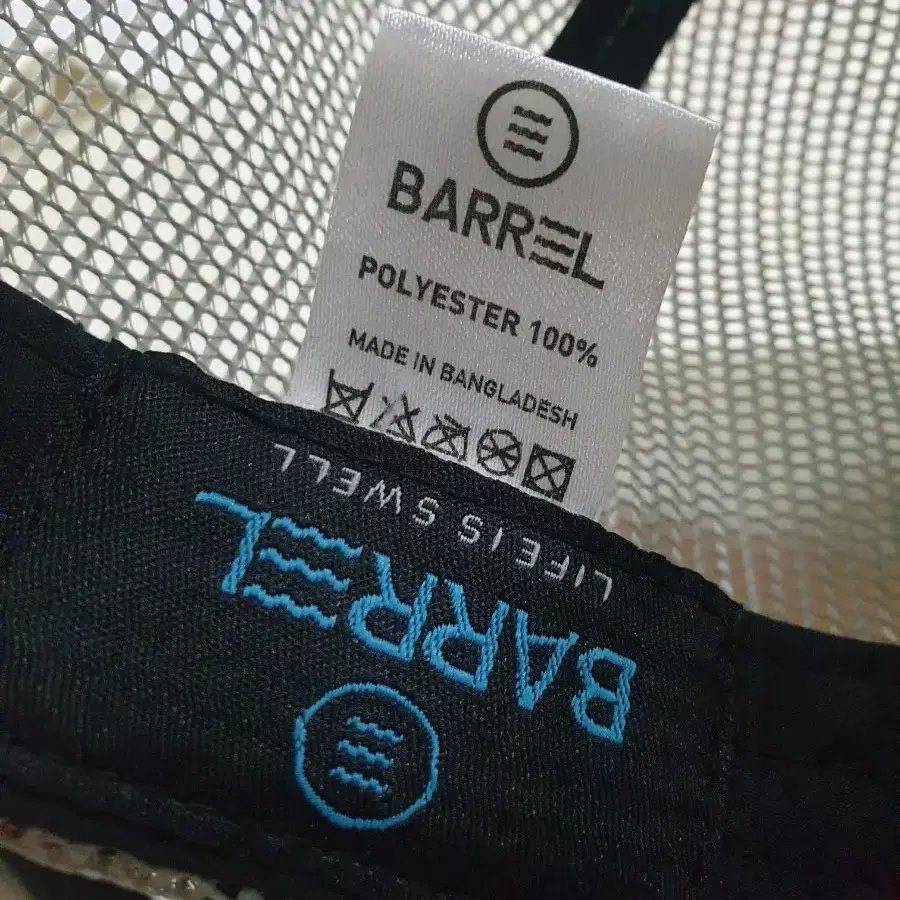 BARREL
POLYESTER 100%
MADE IN BANGLADESH
BARREL
LIFE IS SWELL